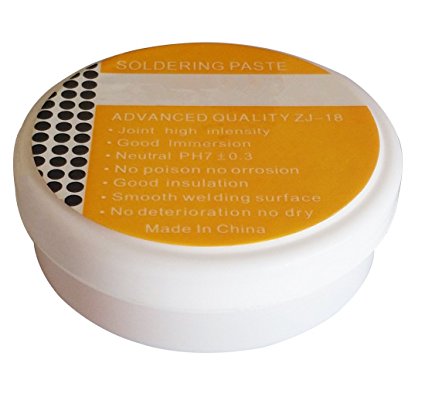 SOLDERING PASTE
ADVANCED QUALITY ZJ-18
• Joint high inlensity
• Good Immersion
• Neutral PH7±0.3
• No poison no orrosion
• Good insulation
• Smooth welding surface
• No deterioration no dry
Made In China